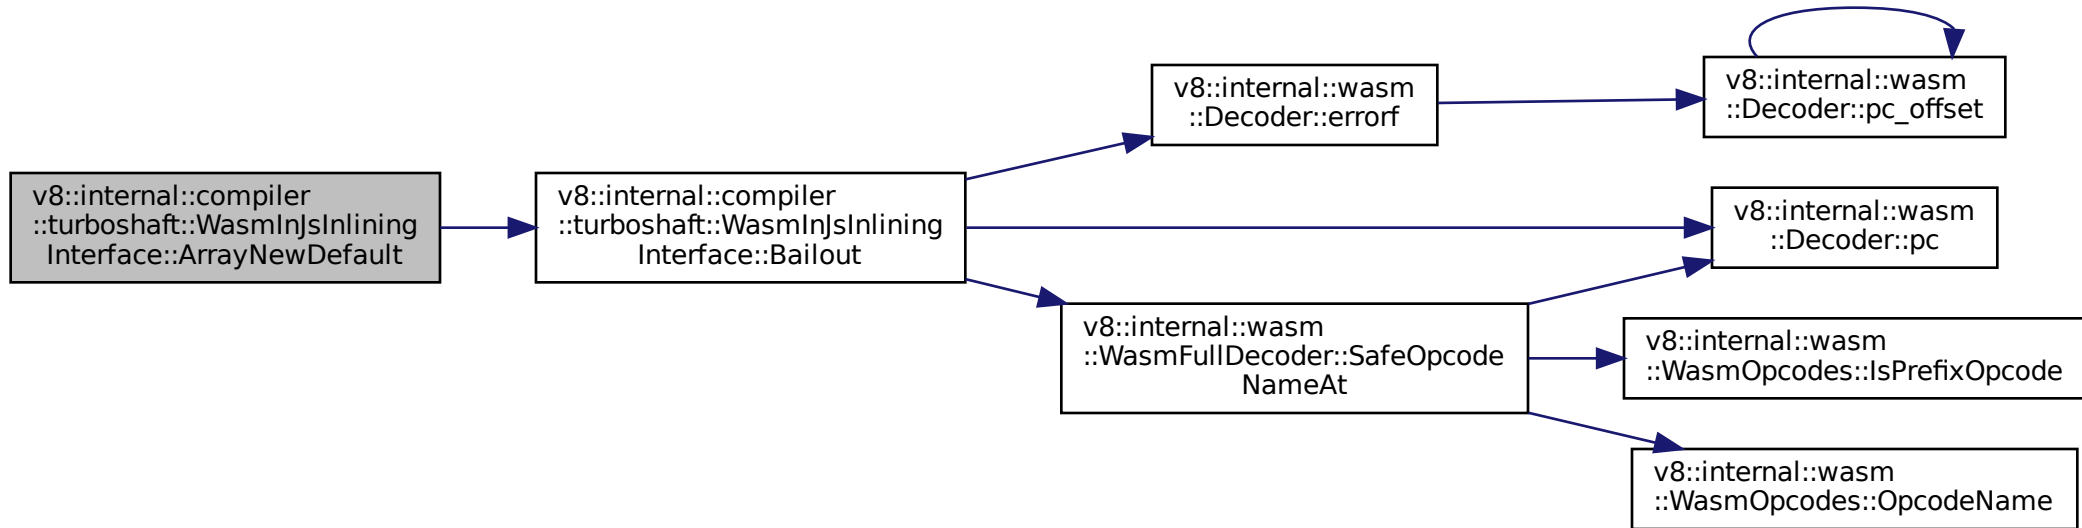 v8::internal::compiler
::turboshaft::WasmInJsInlining
Interface::ArrayNewDefault
v8::internal::compiler
::turboshaft::WasmInJsInlining
Interface::Bailout
v8::internal::wasm
::Decoder::errorf
v8::internal::wasm
::Decoder::pc_offset
v8::internal::wasm
::Decoder::pc
v8::internal::wasm
::WasmFullDecoder::SafeOpcode
NameAt
v8::internal::wasm
::WasmOpcodes::IsPrefixOpcode
v8::internal::wasm
::WasmOpcodes::OpcodeName